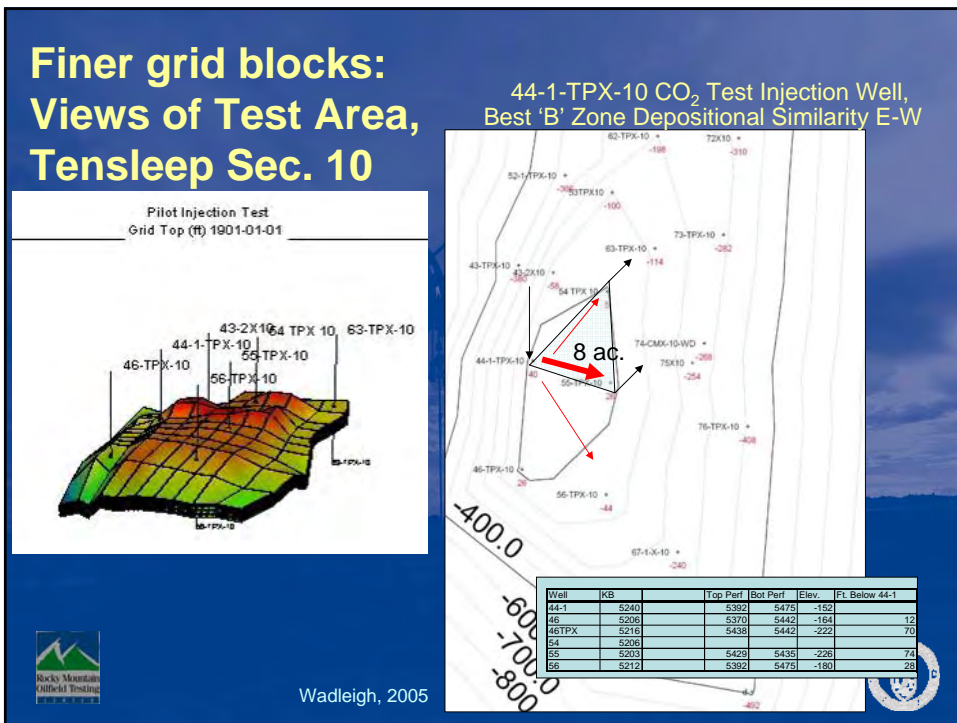 Finer grid blocks:
Views of Test Area,
Tensleep Sec. 10
44-1-TPX-10 CO2 Test Injection Well,
Best ‘B’ Zone Depositional Similarity E-W
Pilot Injection Test
Grid Top (ft) 1901-01-01
43-2X10
54 TPX 10
63-TPX-10
44-1-TPX-10
55-TPX-10
46-TPX-10
56-TPX-10
62-TPX-10
-198
72X10
-310
52-1-TPX-10
53TPX10
-100
73-TPX-10
-282
63-TPX-10
-114
43-TPX-10
-380
43-2X10
-58
54 TPX 10
8 ac.
74-CMX-10-WD
-268
44-1-TPX-10
40
75X10
-254
55-TPX-10
76-TPX-10
-408
46-TPX-10
26
56-TPX-10
-44
-400.0
67-1-X-10
-240
-600
-700.0
-800
-492
Well KB Top Perf Bot Perf Elev. Ft. Below 44-1
44-1 5240 5392 5475 -152
46 5206 5370 5442 -164 12
46TPX 5216 5438 5442 -222 70
54 5206
55 5203 5429 5435 -226 74
56 5212 5392 5475 -180 28
Rocky Mountain
Oilfield Testing
Wadleigh, 2005